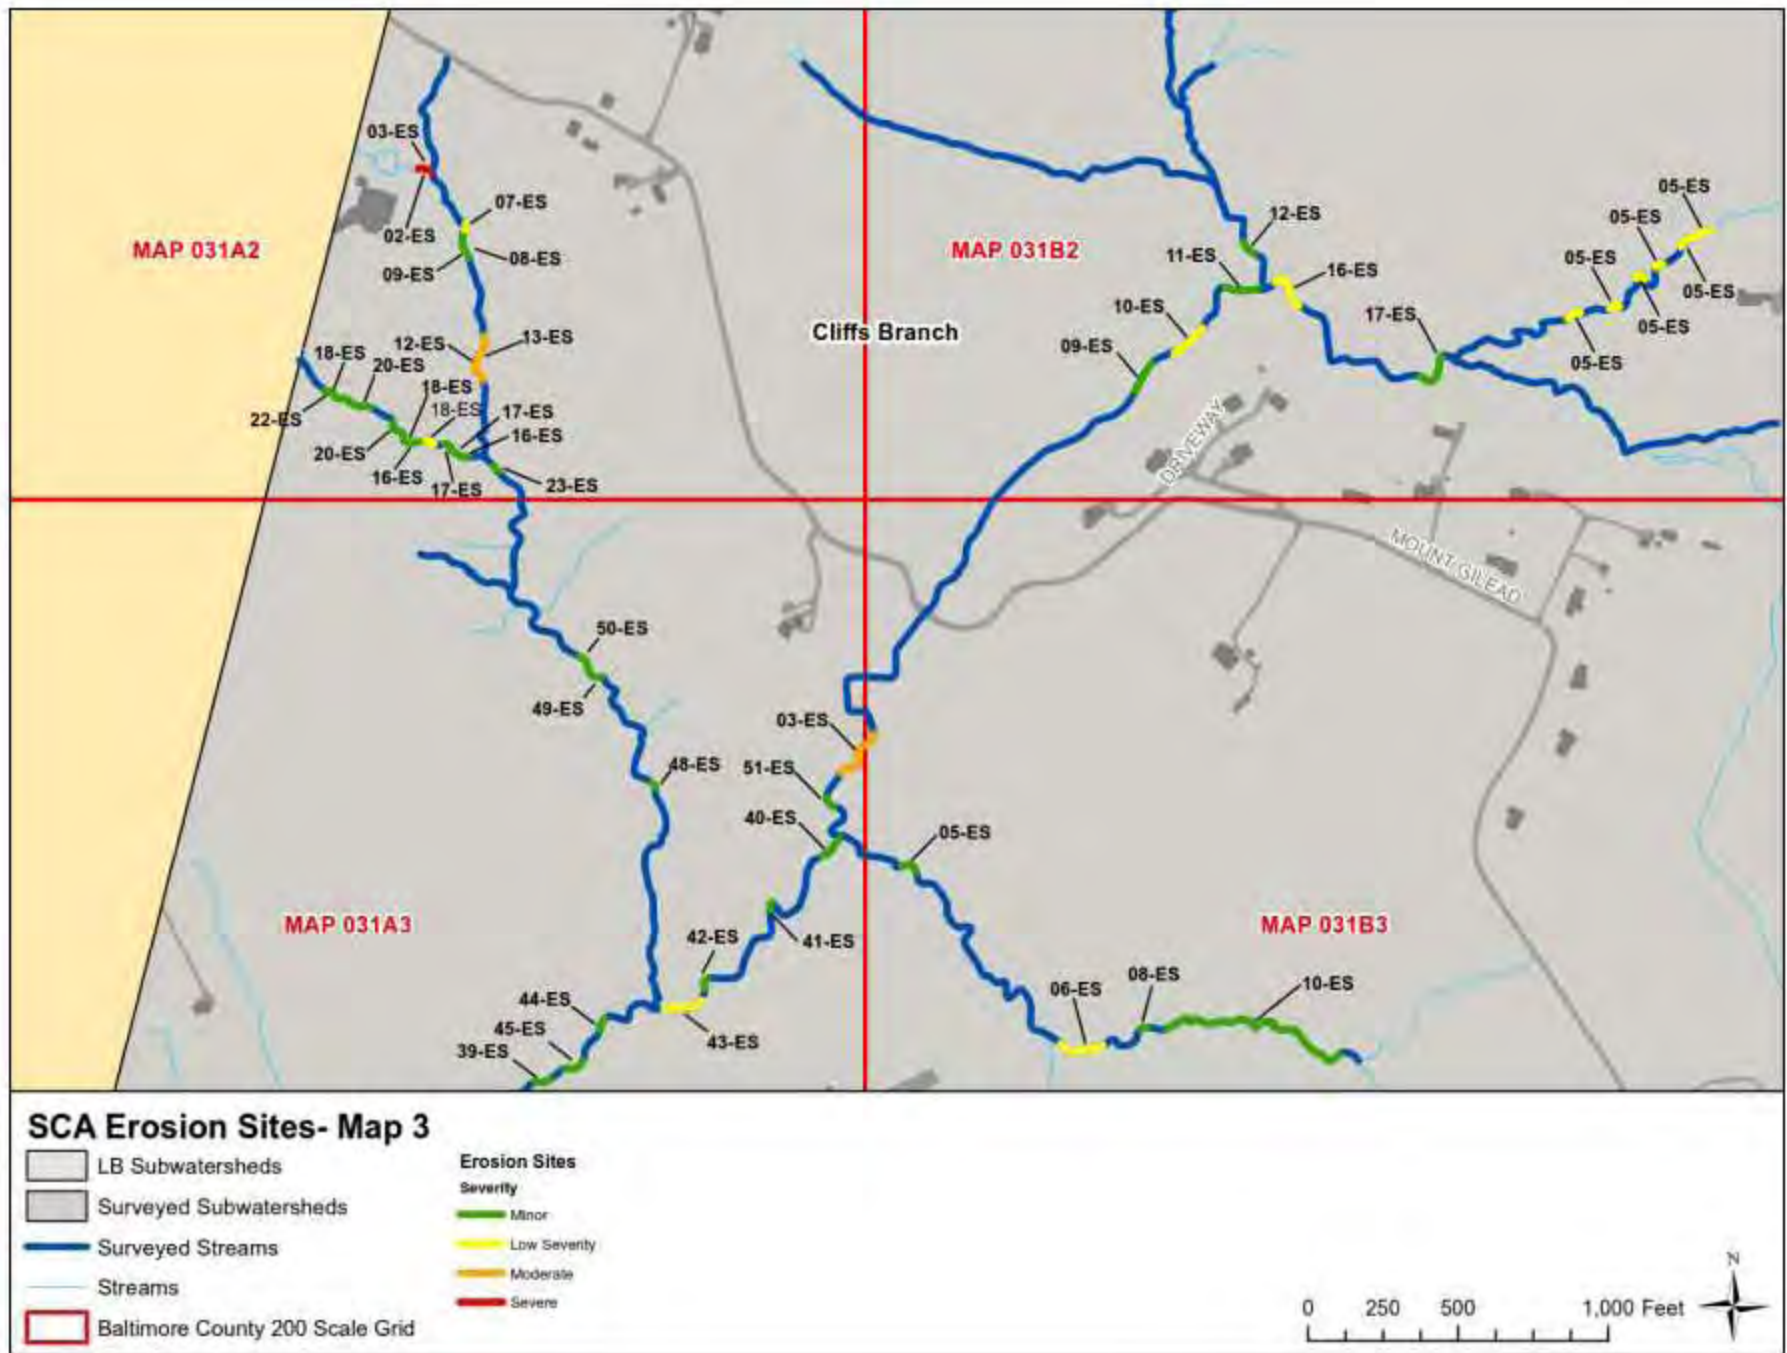 03-ES
07-ES
05-ES
02-ES
12-ES
05-ES
MAP 031A2
MAP 031B2
08-ES
09-ES
11-ES
16-ES
05-ES
05-ES
10-ES
17-ES
05-ES
Cliffs Branch
13-ES
12-ES
09-ES
05-ES
18-ES
20-ES
18-ES
18-ES
17-ES
22-ES
16-ES
20-ES
16-ES
17-ES
23-ES
DRIVEWAY
MOUNT GILEAD
50-ES
49-ES
03-ES
48-ES
51-ES
40-ES
05-ES
MAP 031A3
MAP 031B3
42-ES
41-ES
08-ES
10-ES
06-ES
44-ES
45-ES
43-ES
39-ES
SCA Erosion Sites- Map 3
LB Subwatersheds
Surveyed Subwatersheds
Surveyed Streams
Streams
Baltimore County 200 Scale Grid
Erosion Sites
Severity
Minor
Low Severity
Moderate
Severe
N
0 250 500 1,000 Feet